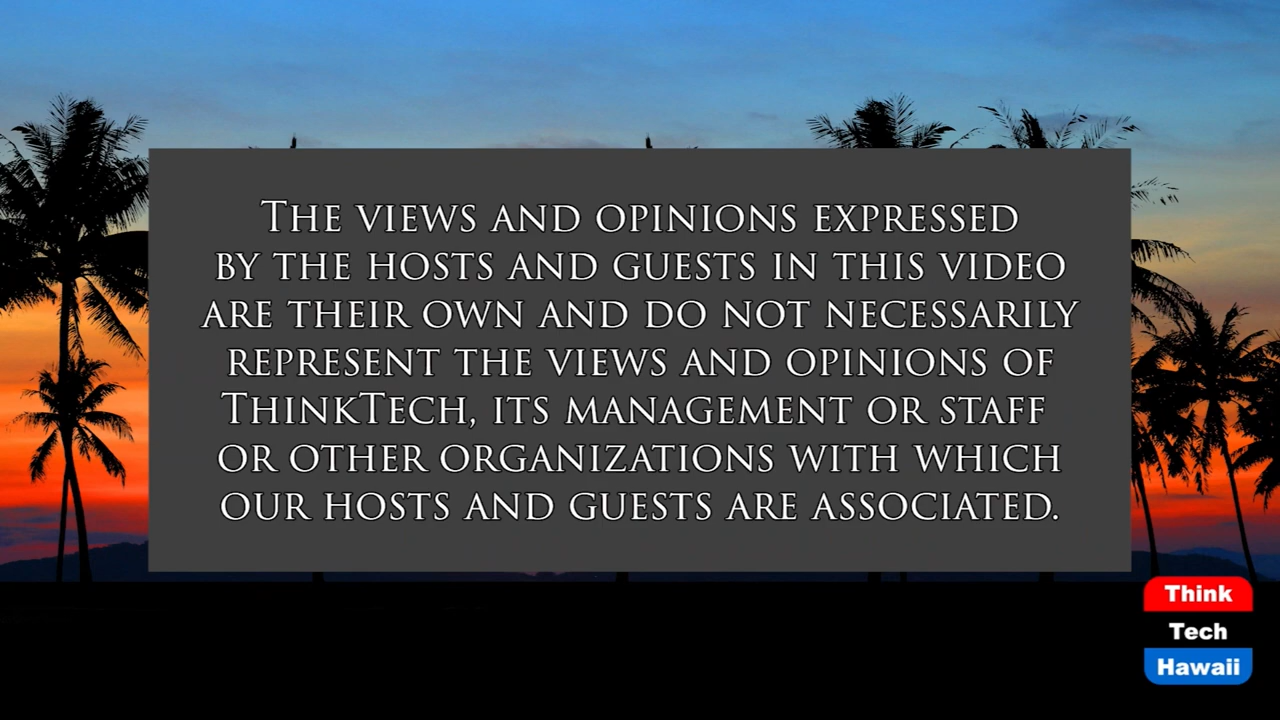 The views and opinions expressed
by the hosts and guests in this video
are their own and do not necessarily
represent the views and opinions of
ThinkTech, its management or staff
or other organizations with which
our hosts and guests are associated.
Think
Tech
Hawaii